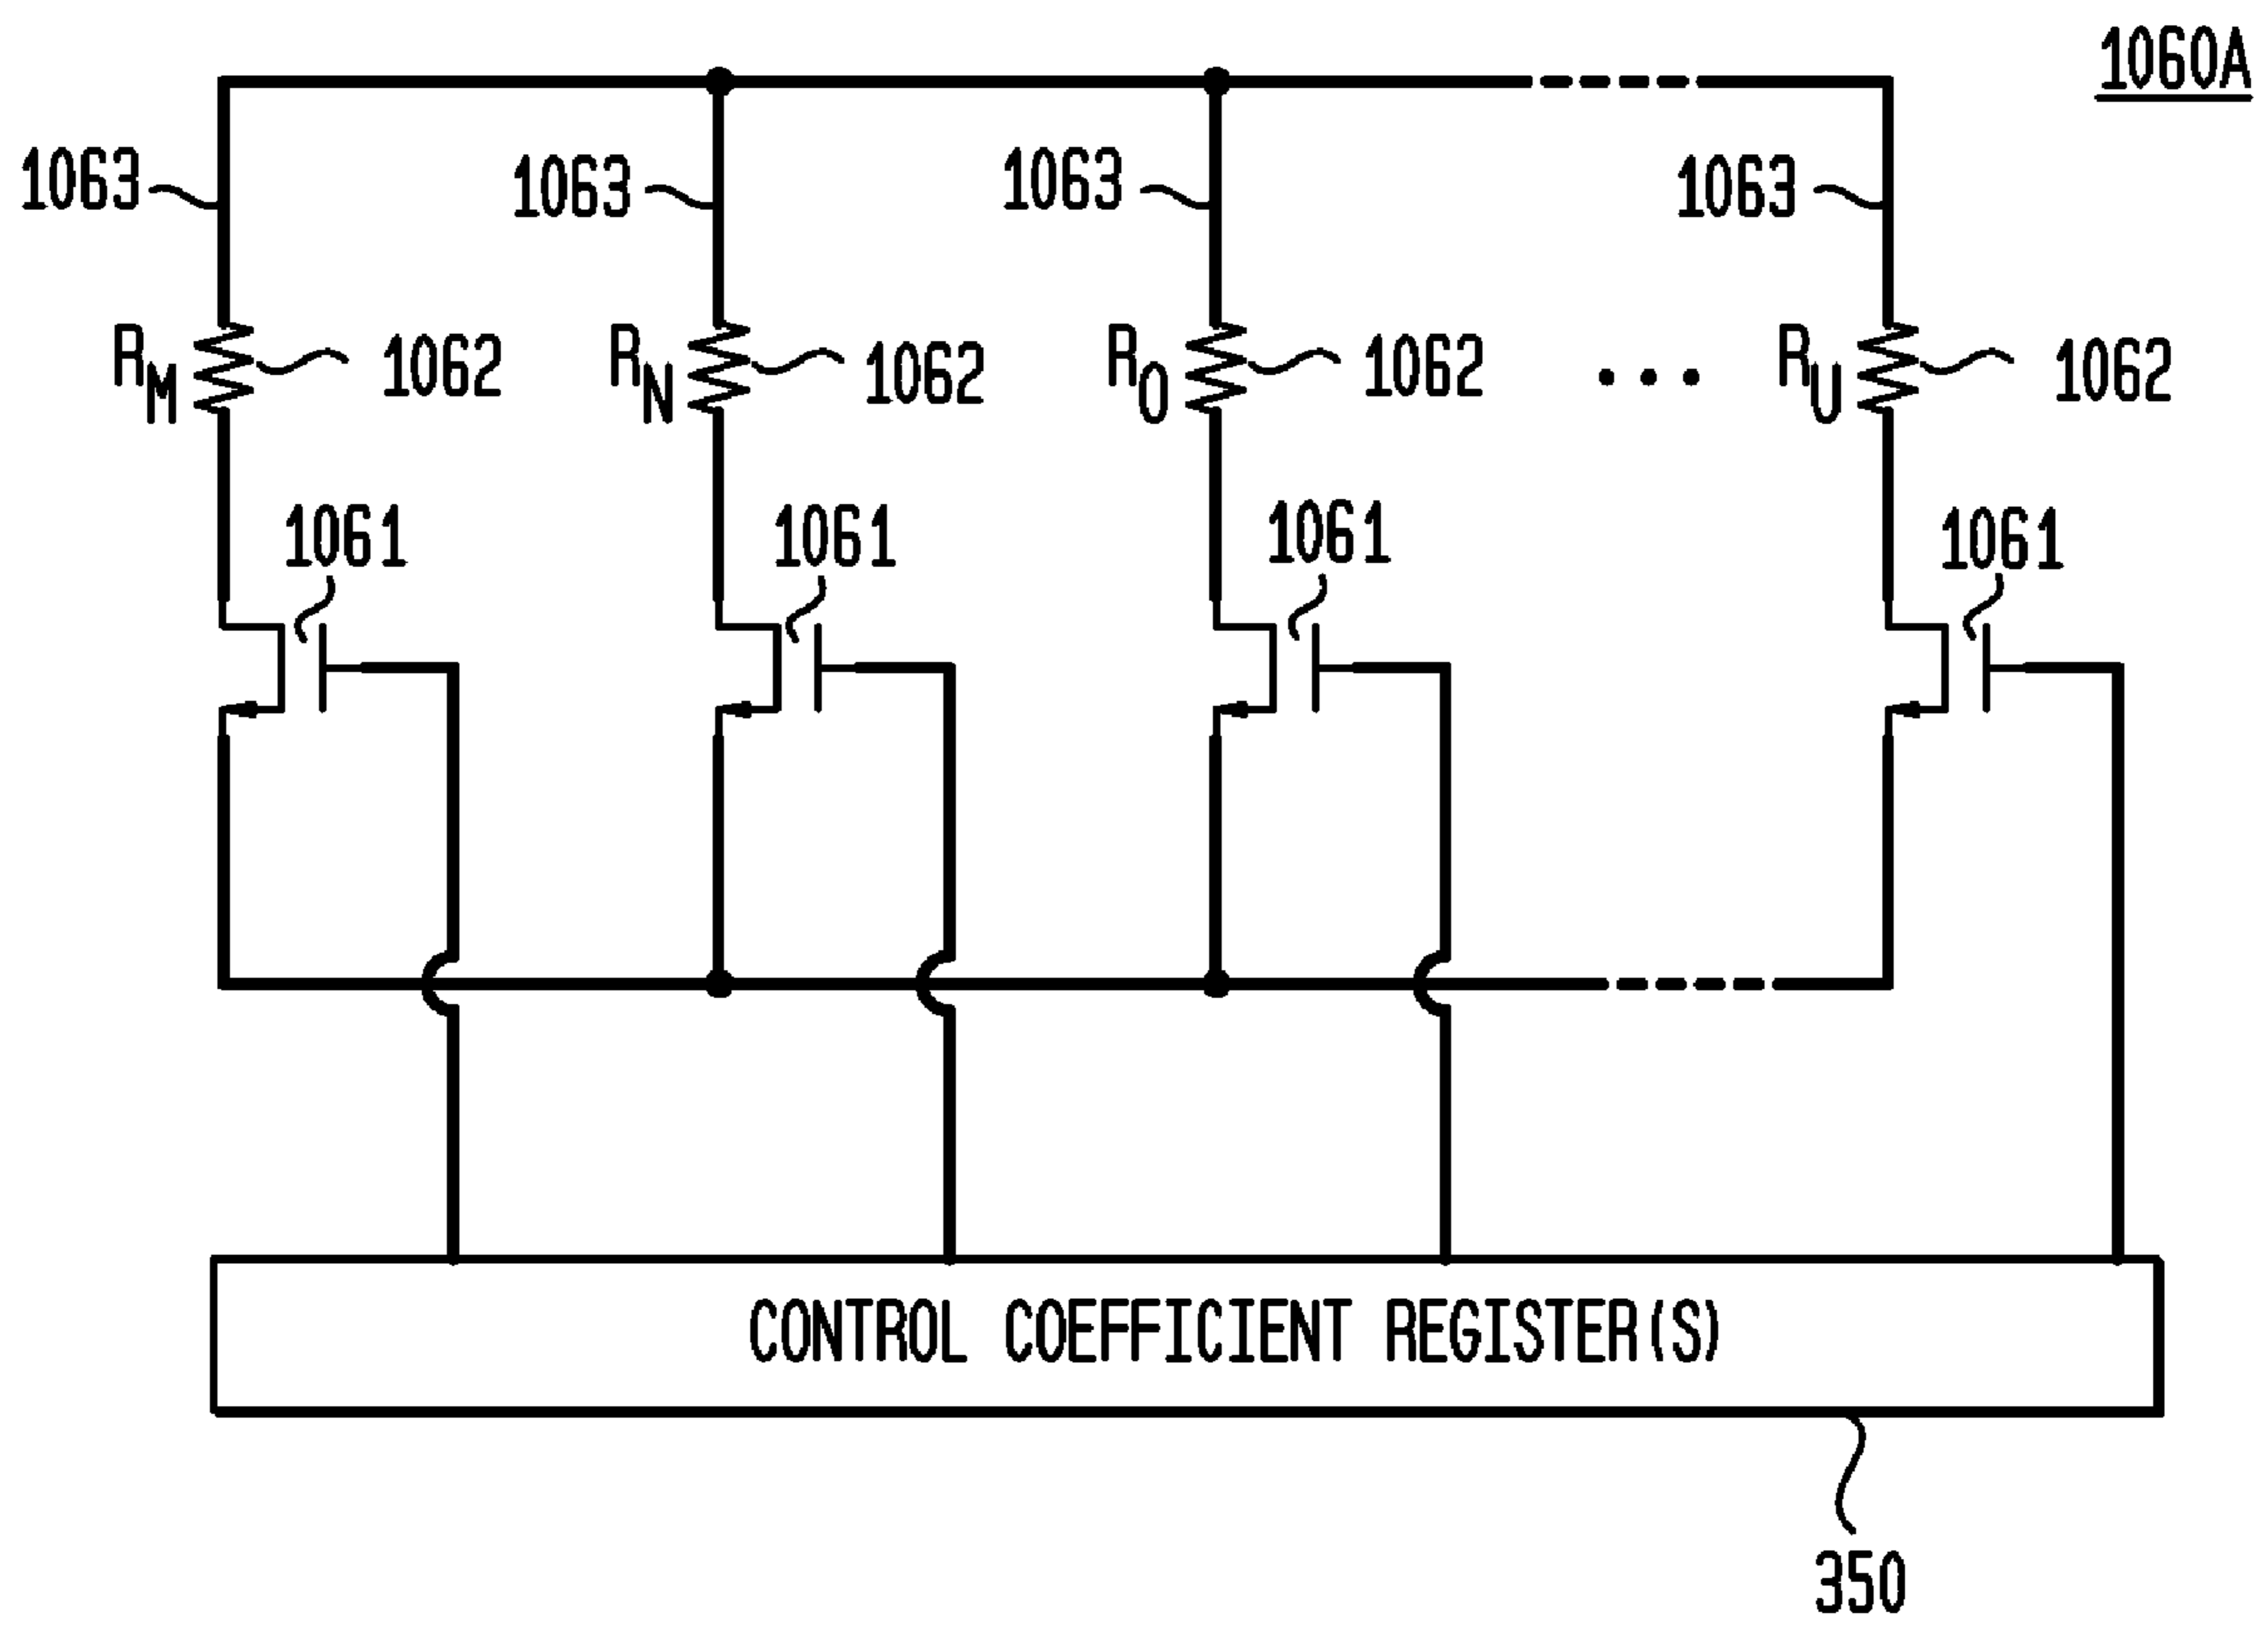 1060A
1063 1063 1063 1063
RM 1062 RN 1062 RO 1062 ... RU 1062
1061 1061 1061 1061
CONTROL COEFFICIENT REGISTER(S)
350